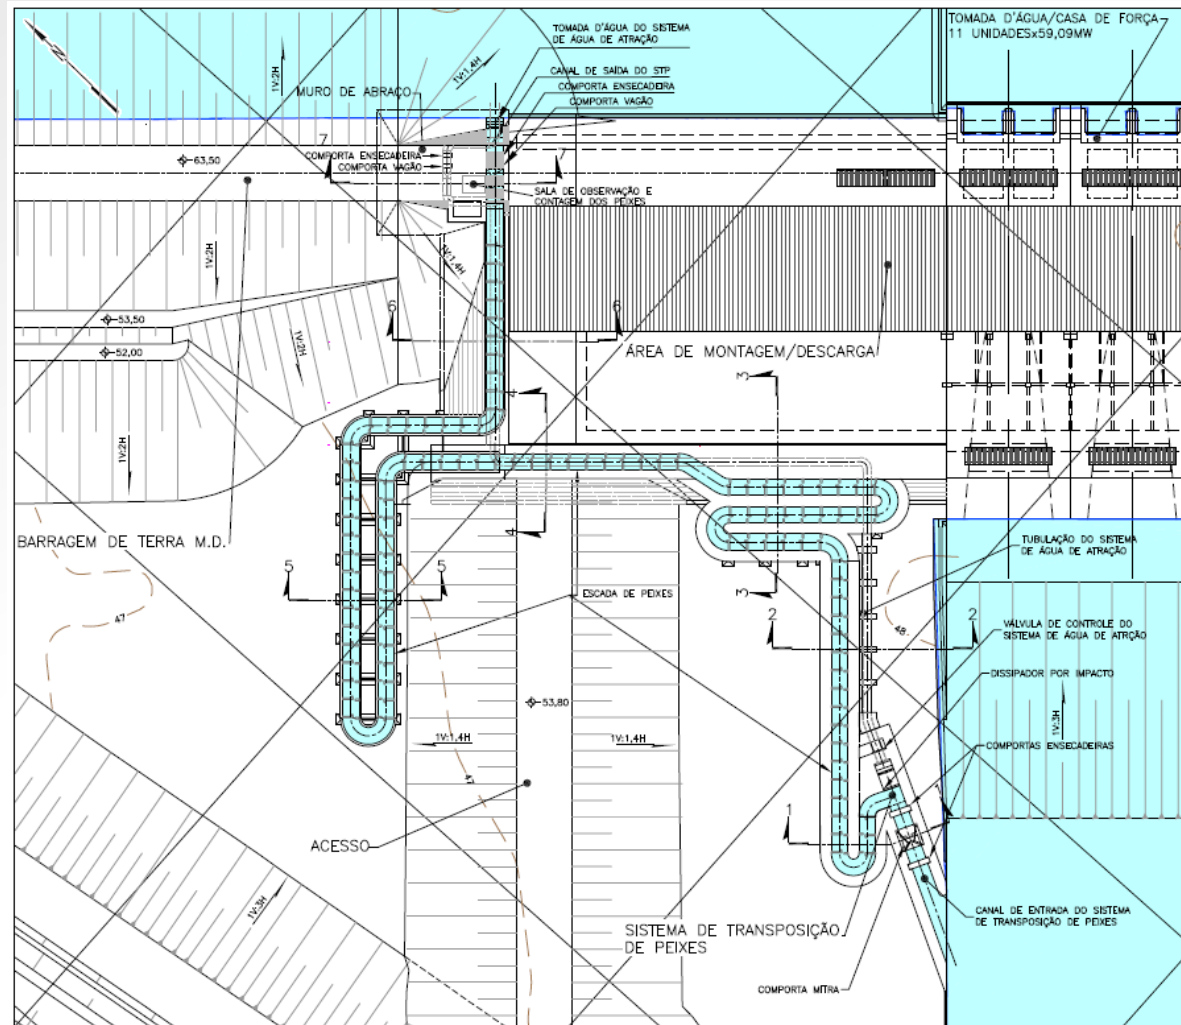 N
TOMADA D'ÁGUA DO SISTEMA
DE ÁGUA DE ATRAÇÃO
TOMADA D'ÁGUA/CASA DE FORÇA
11 UNIDADESx59,09MW
1V:2H
1V:1,4H
CANAL DE SAÍDA DO STP
COMPORTA ENSECADEIRA
COMPORTA VAGÃO
MURO DE ABRAÇO
7
7
COMPORTA ENSECADEIRA
COMPORTA VAGÃO
63,50
SALA DE OBSERVAÇÃO E
CONTAGEM DOS PEIXES
1V:2H
1V:1,4H
6
6
53,50
52,00
1V:2H
ÁREA DE MONTAGEM/DESCARGA
3
4
1V:2H
4
BARRAGEM DE TERRA M.D.
TUBULAÇÃO DO SISTEMA
DE ÁGUA DE ATRAÇÃO
5
5
3
ESCADA DE PEIXES
47
2
2
48
VÁLVULA DE CONTROLE DO
SISTEMA DE ÁGUA DE ATRÇÃO
DISSIPADOR POR IMPACTO
53,80
1V:3H
1V:1,4H
1V:1,4H
COMPORTAS ENSECADEIRAS
47
1
1
ACESSO
1V:3H
CANAL DE ENTRADA DO SISTEMA
DE TRANSPOSIÇÃO DE PEIXES
SISTEMA DE TRANSPOSIÇÃO
DE PEIXES
COMPORTA MITRA